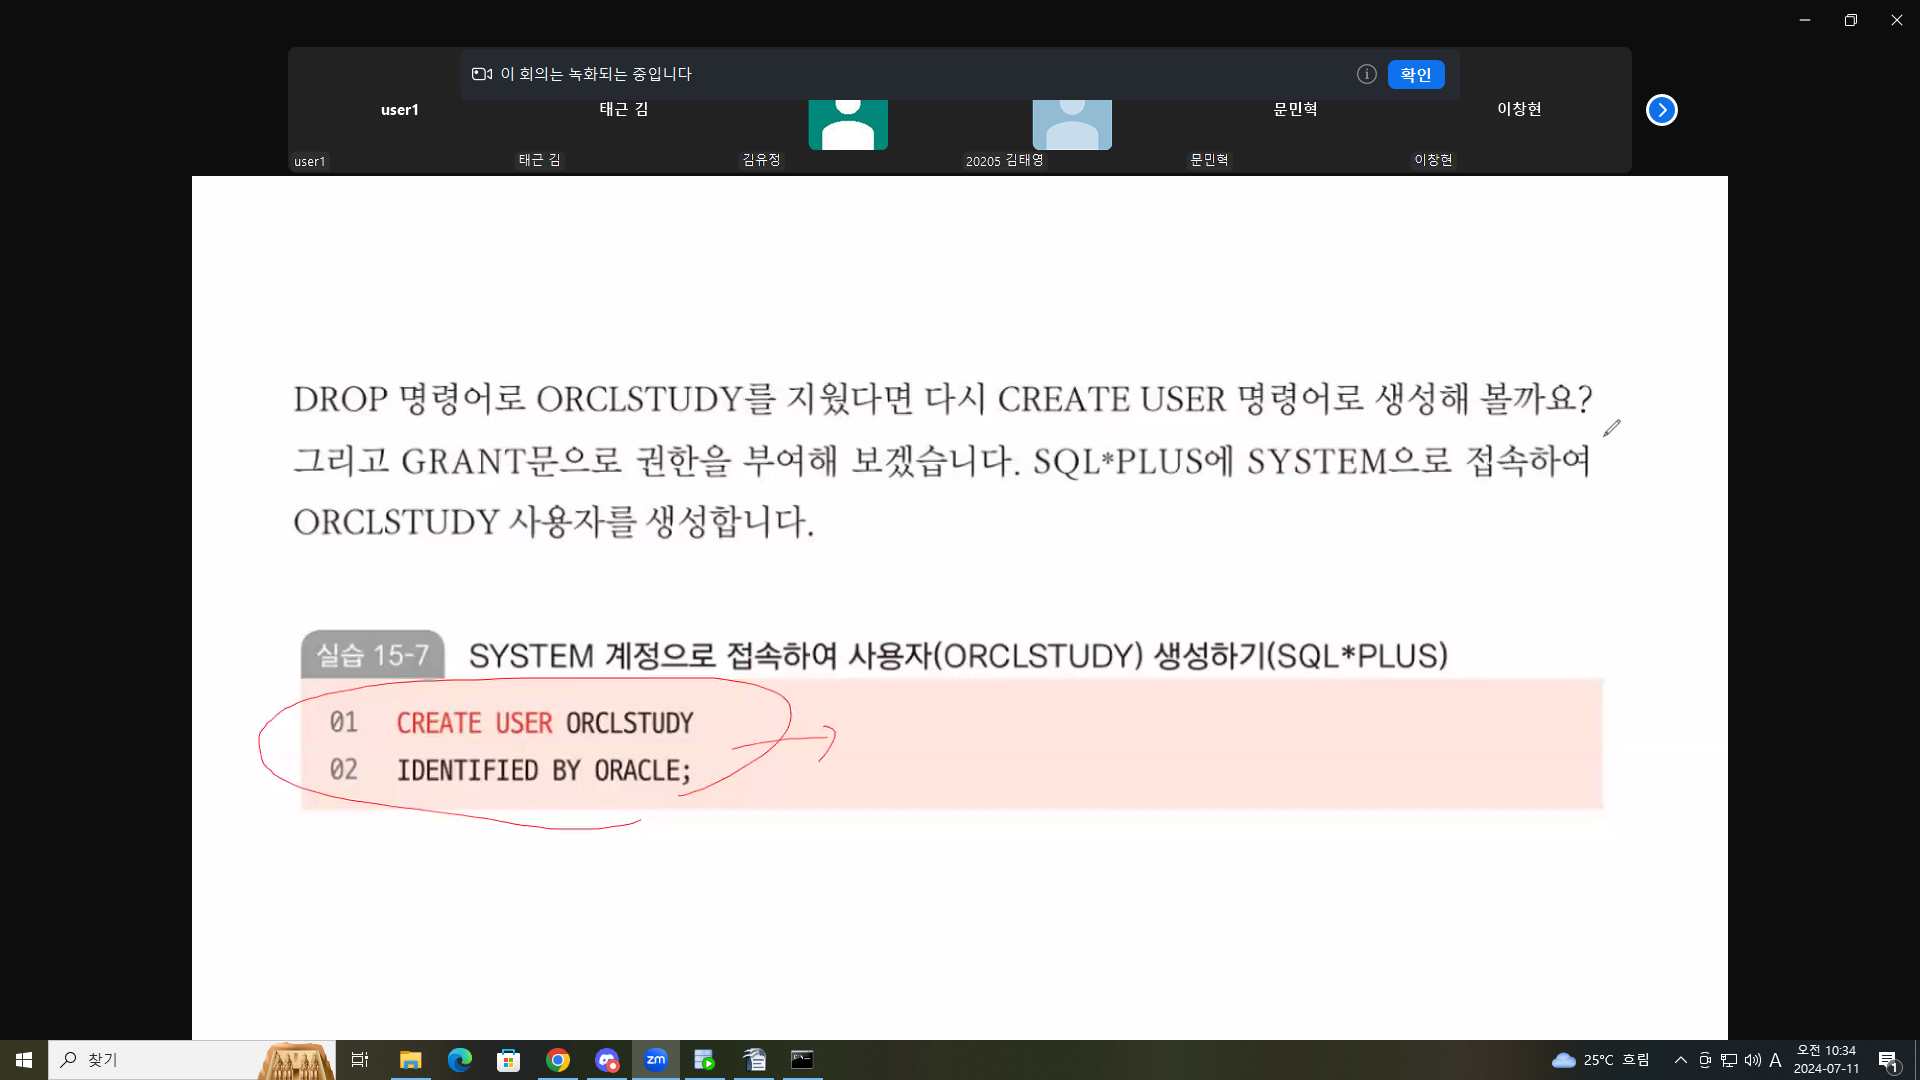 이 회의는 녹화되는 중입니다
확인
user1
태근 김
문민혁
이창현
user1
태근 김
김유정
20205 김태영
문민혁
이창현
DROP 명령어로 ORCLSTUDY를 지웠다면 다시 CREATE USER 명령어로 생성해 볼까요?
그리고 GRANT문으로 권한을 부여해 보겠습니다. SQL*PLUS에 SYSTEM으로 접속하여
ORCLSTUDY 사용자를 생성합니다.
실습 15-7 SYSTEM 계정으로 접속하여 사용자(ORCLSTUDY) 생성하기(SQL*PLUS)
01 CREATE USER ORCLSTUDY
02 IDENTIFIED BY ORACLE;
찾기
zm
25°C 흐림
A
오전 10:34
2024-07-11
1